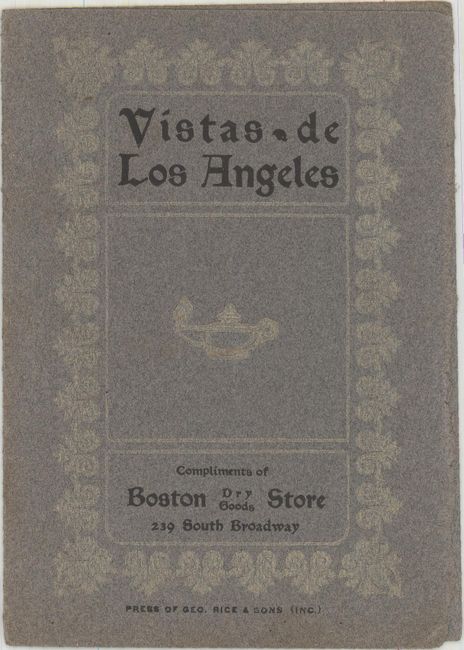 Vistas de
Los Angeles
Compliments of
Boston Dry Goods Store
239 South Broadway
PRESS OF GEO. RICE & SONS (INC.)